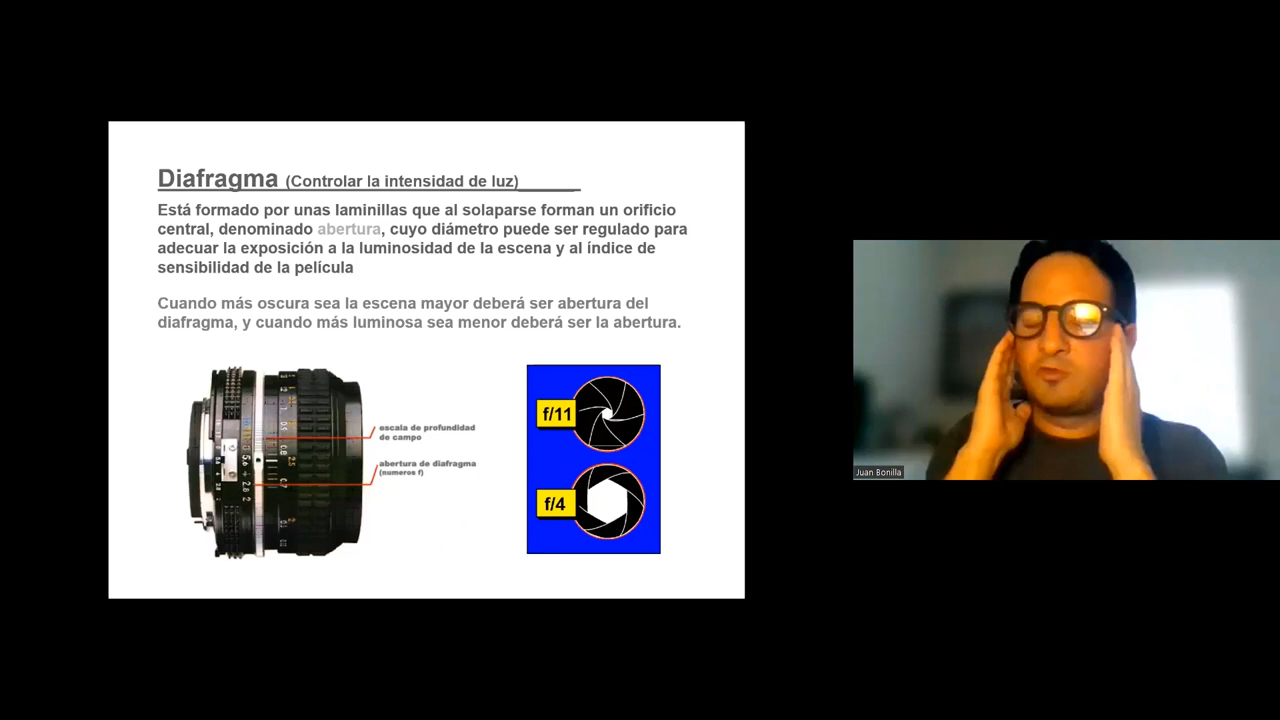 Diafragma (Controlar la intensidad de luz)
Está formado por unas laminillas que al solaparse forman un orificio
central, denominado abertura, cuyo diámetro puede ser regulado para
adecuar la exposición a la luminosidad de la escena y al índice de
sensibilidad de la película
Cuando más oscura sea la escena mayor deberá ser abertura del
diafragma, y cuando más luminosa sea menor deberá ser la abertura.
escala de profundidad
de campo
abertura de diafragma
(numeros f)
f/11
f/4
Juan Bonilla